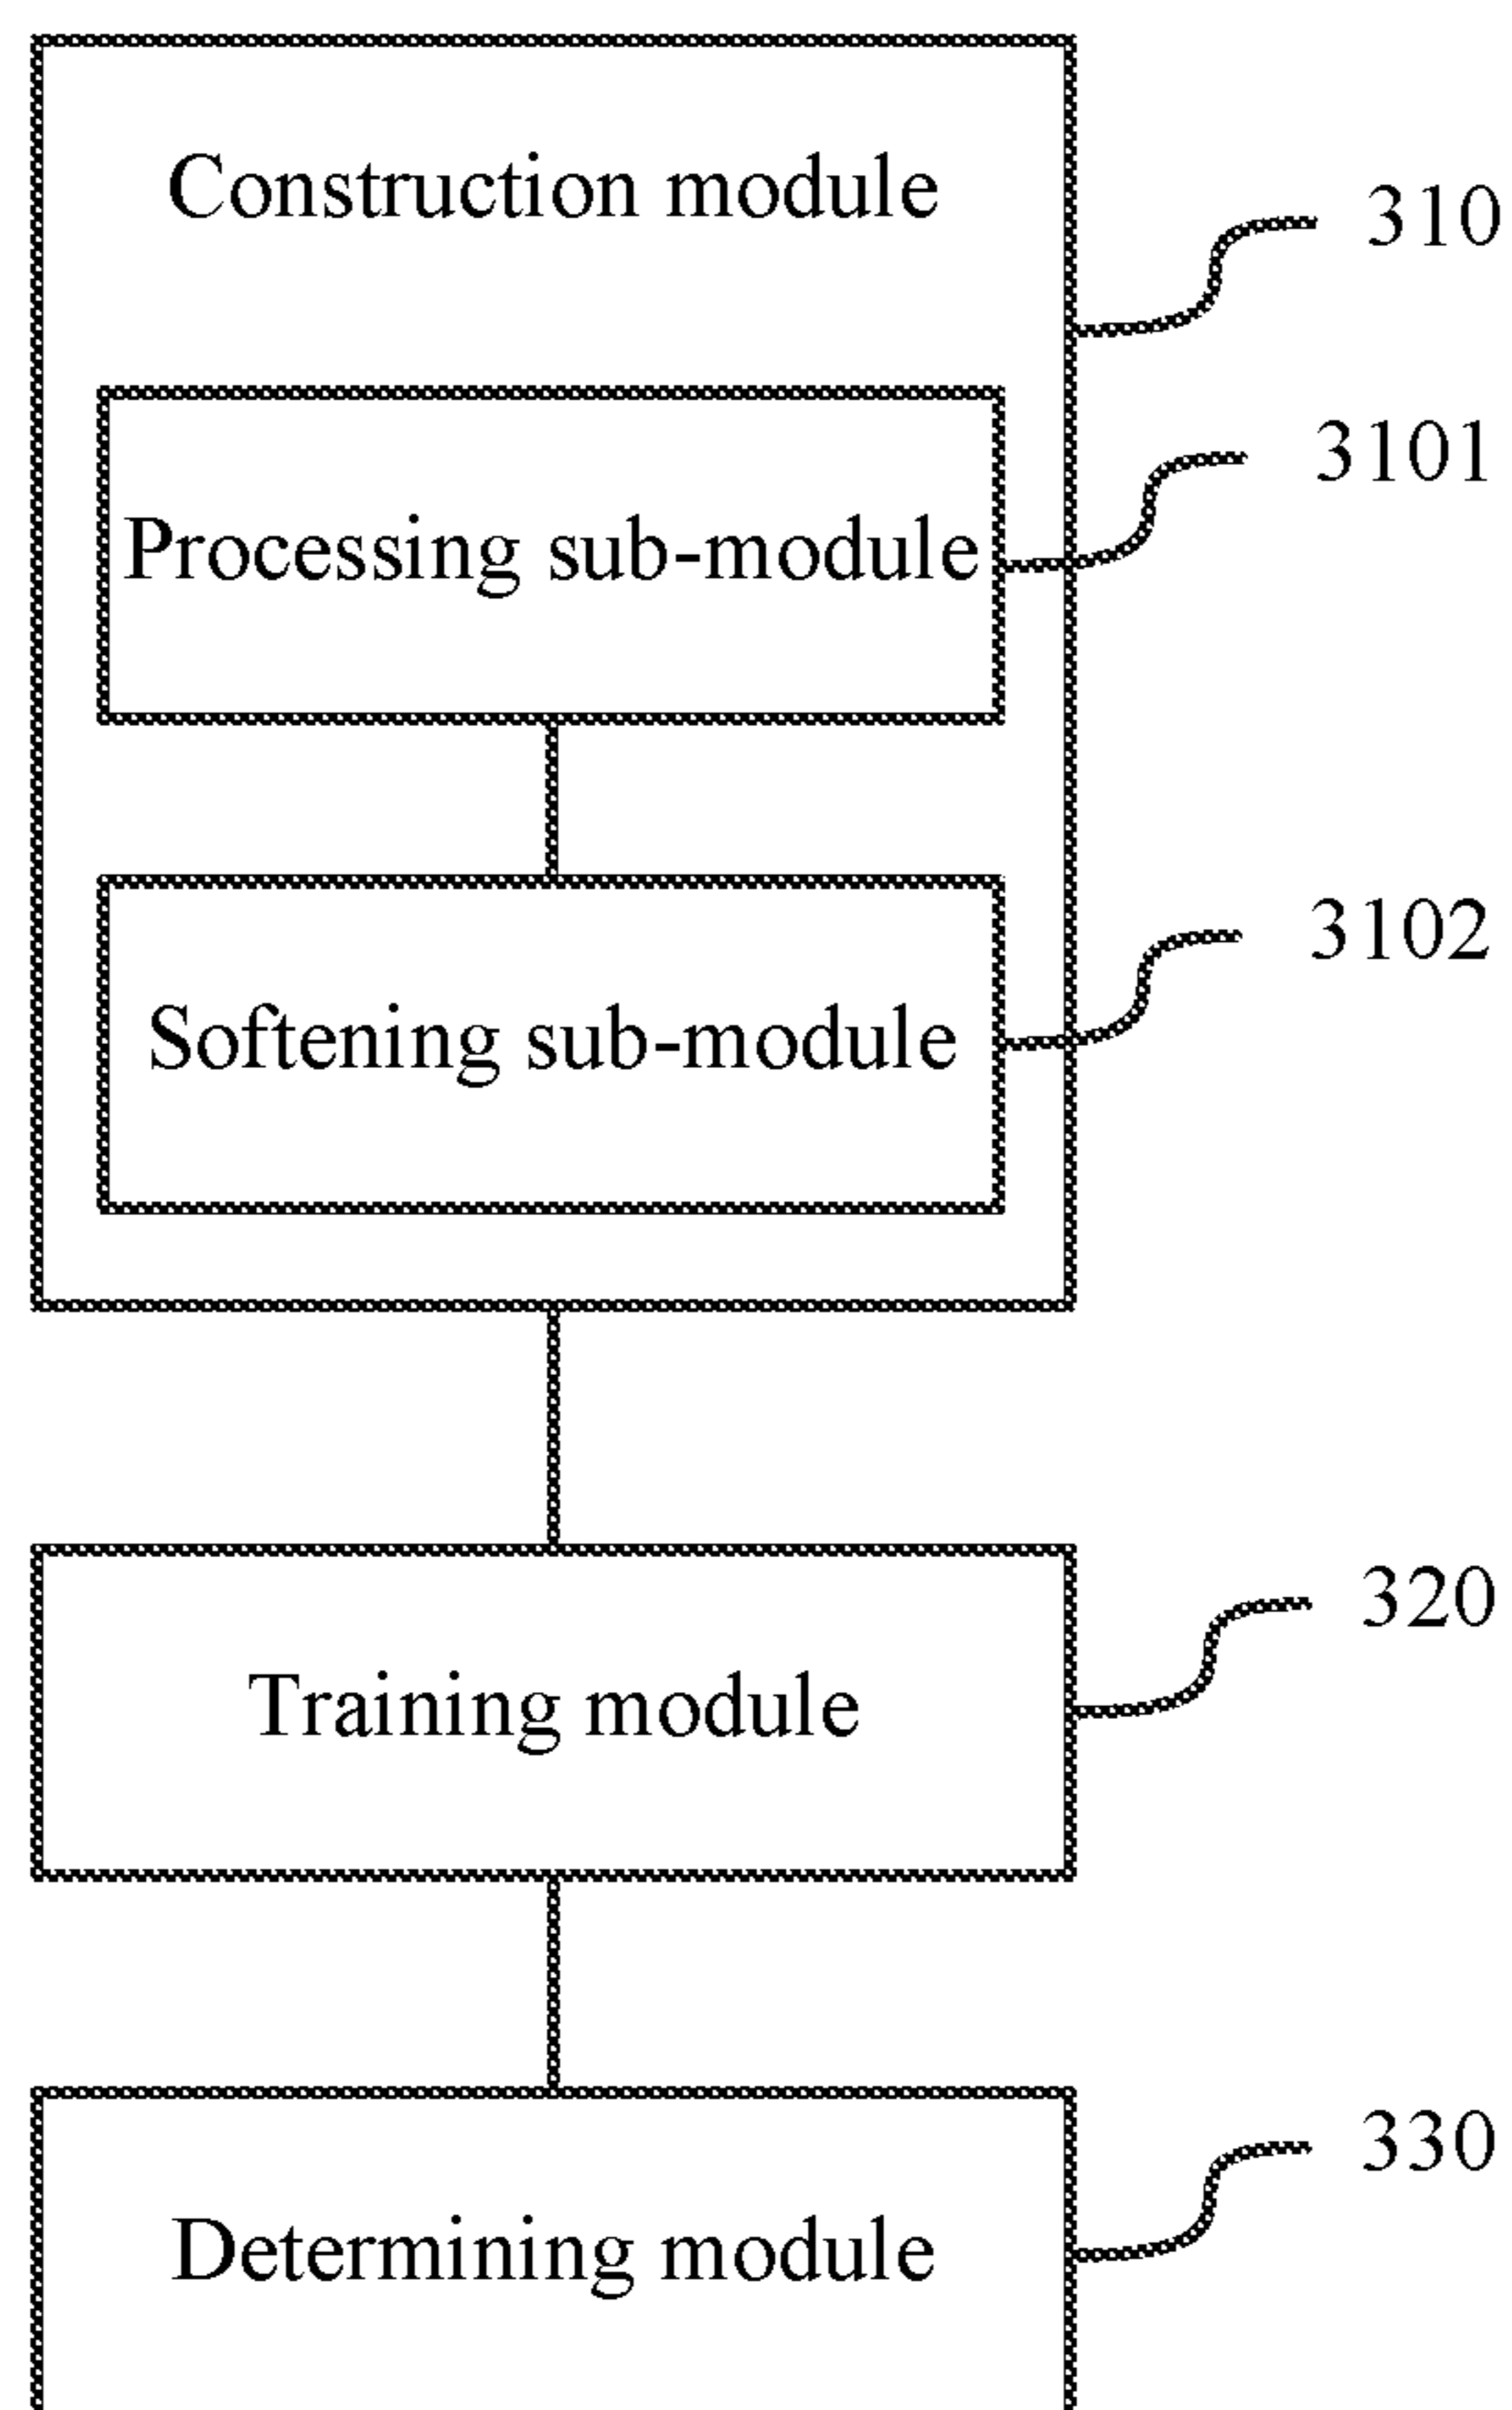 Construction module
310
Processing sub-module
3101
Softening sub-module
3102
Training module
320
Determining module
330